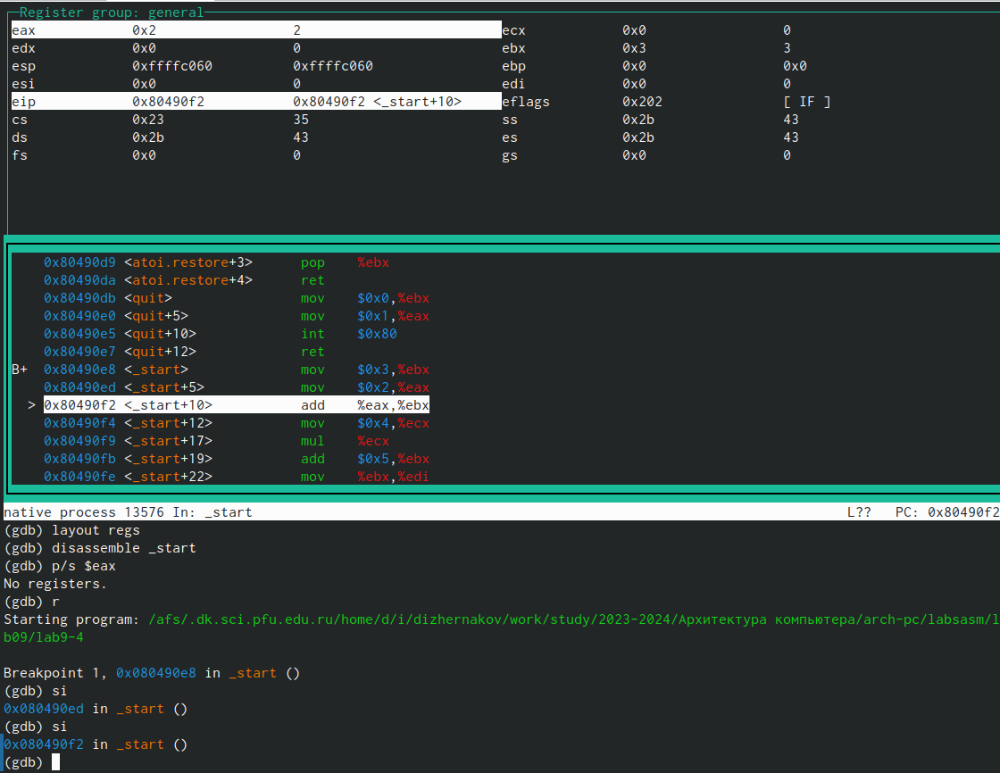 Register group: general
eax 0x2 2 ecx 0x0 0
edx 0x0 0 ebx 0x3 3
esp 0xffffc060 0xffffc060 ebp 0x0 0x0
esi 0x0 0 edi 0x0 0
eip 0x80490f2 0x80490f2 <_start+10> eflags 0x202 [ IF ]
cs 0x23 35 ss 0x2b 43
ds 0x2b 43 es 0x2b 43
fs 0x0 0 gs 0x0 0
0x80490d9 <atoi.restore+3> pop %ebx
0x80490da <atoi.restore+4> ret
0x80490db <quit> mov $0x0,%ebx
0x80490e0 <quit+5> mov $0x1,%eax
0x80490e5 <quit+10> int $0x80
0x80490e7 <quit+12> ret
B+ 0x80490e8 <_start> mov $0x3,%ebx
0x80490ed <_start+5> mov $0x2,%eax
> 0x80490f2 <_start+10> add %eax,%ebx
0x80490f4 <_start+12> mov $0x4,%ecx
0x80490f9 <_start+17> mul %ecx
0x80490fb <_start+19> add $0x5,%ebx
0x80490fe <_start+22> mov %ebx,%edi
native process 13576 In: _start L?? PC: 0x80490f2
(gdb) layout regs
(gdb) disassemble _start
(gdb) p/s $eax
No registers.
(gdb) r
Starting program: /afs/.dk.sci.pfu.edu.ru/home/d/i/dizhernakov/work/study/2023-2024/Архитектура компьютера/arch-pc/labsasm/l
b09/lab9-4
Breakpoint 1, 0x080490e8 in _start ()
(gdb) si
0x080490ed in _start ()
(gdb) si
0x080490f2 in _start ()
(gdb)